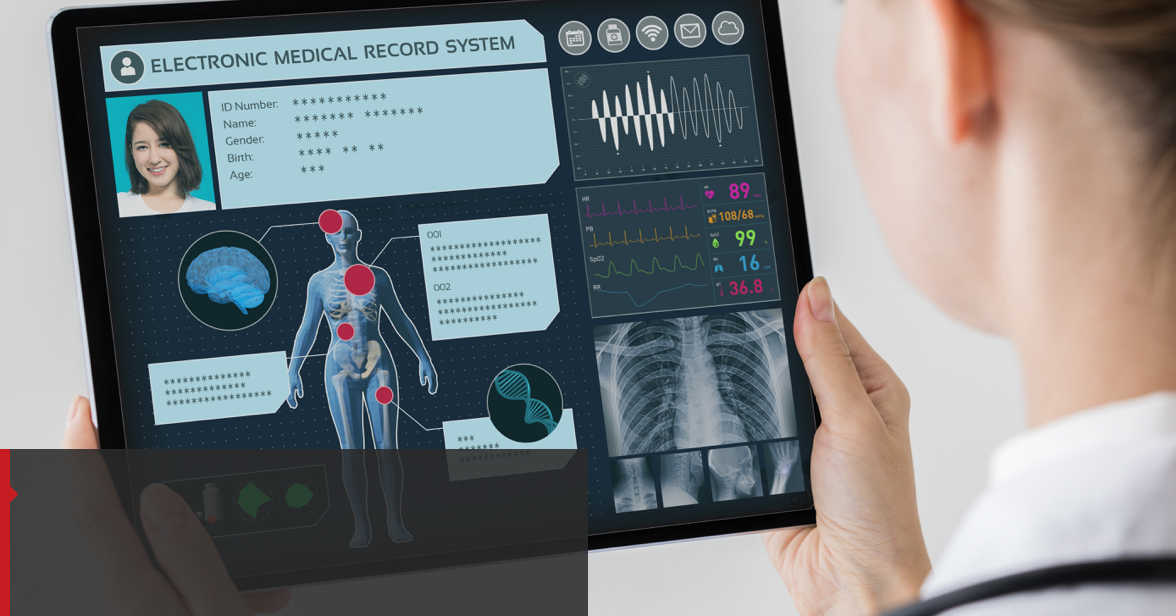 ELECTRONIC MEDICAL RECORD SYSTEM
ID Number: ***********
Name: ******* *******
Gender: *****
Birth: **** ** **
Age: ***
HR
89
PB
108/68
SpO2
SpO2
99
RR
16
36.8
001
*******************
*************
******************
002
***************
*****************
**********
***************
**************
******************
***
*******